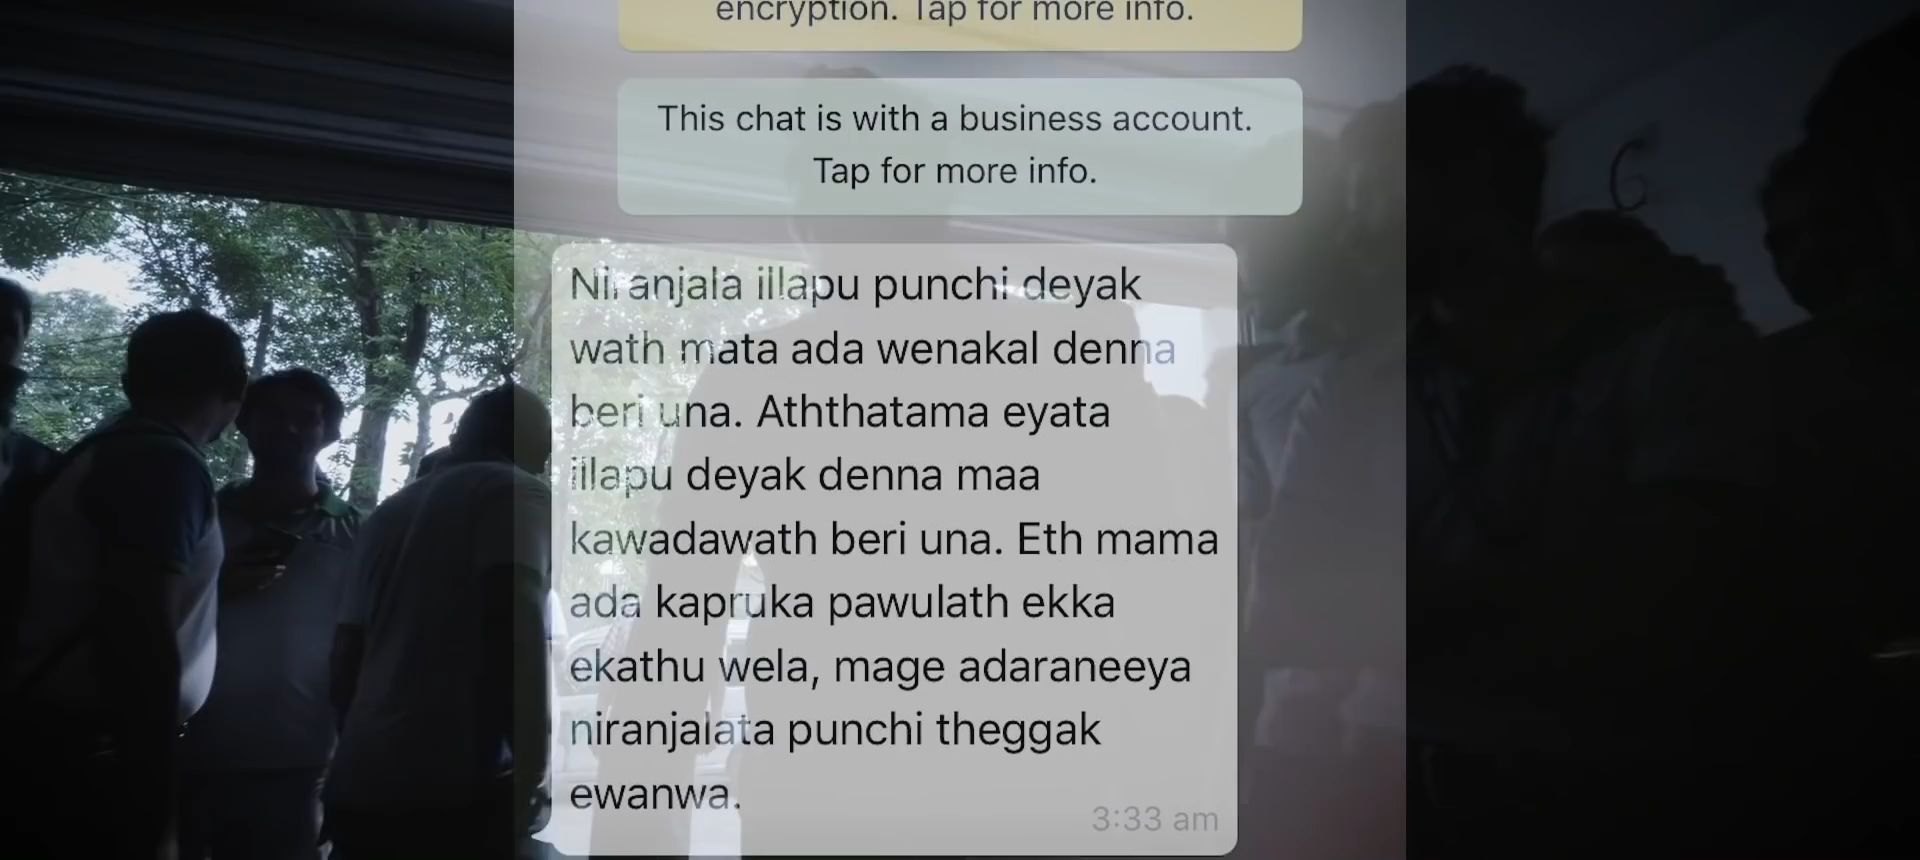 encryption. Tap for more info.
This chat is with a business account.
Tap for more info.
Niranjala illapu punchi deyak
wath mata ada wenakal denna
beri una. Aththatama eyata
illapu deyak denna maa
kawadawath beri una. Eth mama
ada kapruka pawulath ekka
ekathu wela, mage adaraneeya
niranjalata punchi theggak
ewanwa.
3:33 am